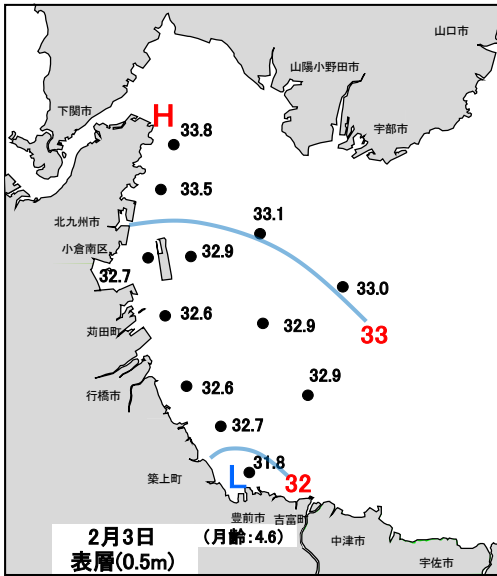 山口市
山陽小野田市
下関市
宇部市
H
33.8
33.5
北九州市
33.1
小倉南区
32.9
32.7
33.0
32.6
32.9
33
苅田町
32.9
行橋市
32.6
32.7
31.8
築上町
L
32
豊前市
吉富町
2月3日
(月齢:4.6)
中津市
表層(0.5m)
宇佐市